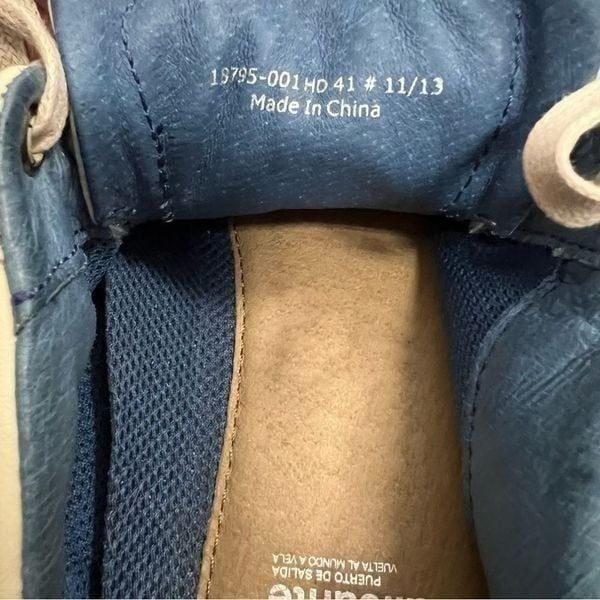 18795-001 HD 41 # 11/13
Made In China
PUERTO DE SALIDA
VUELTA AL MUNDO A VELA